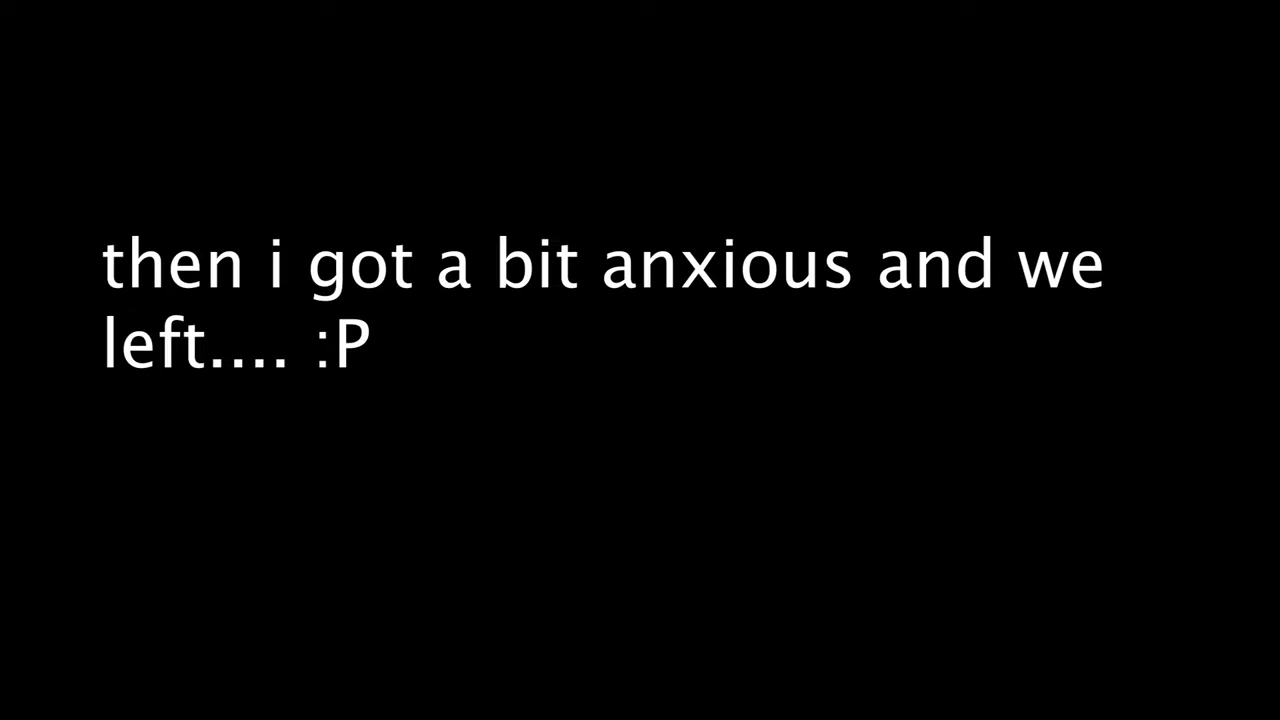 then i got a bit anxious and we
left.... :P